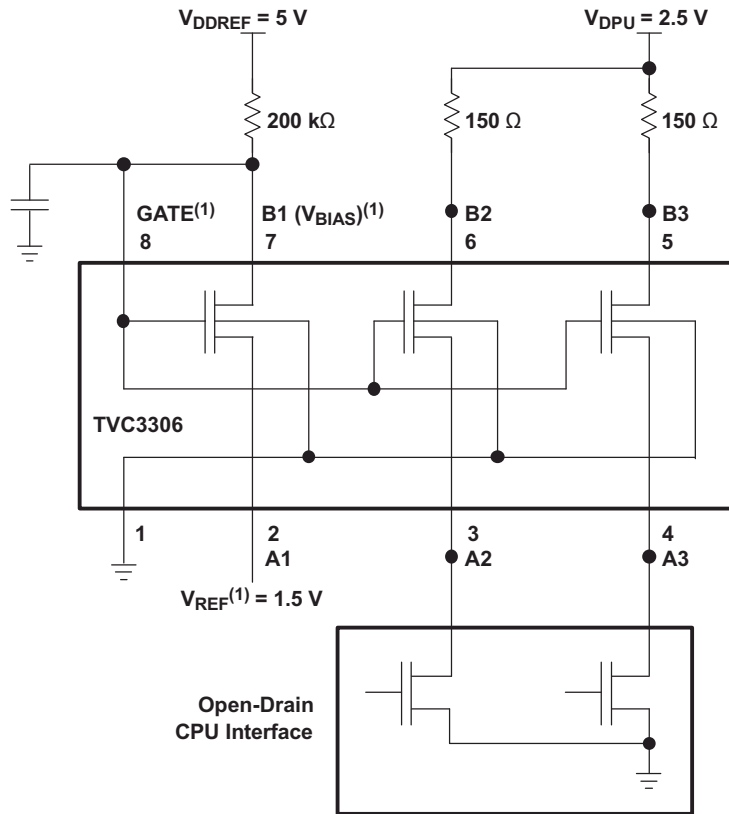 V_DDREF = 5 V
V_DPU = 2.5 V
200 kΩ
150 Ω
150 Ω
GATE(1)
8
B1 (V_BIAS)(1)
7
B2
6
B3
5
TVC3306
1
2
A1
3
A2
4
A3
V_REF(1) = 1.5 V
Open-Drain
CPU Interface